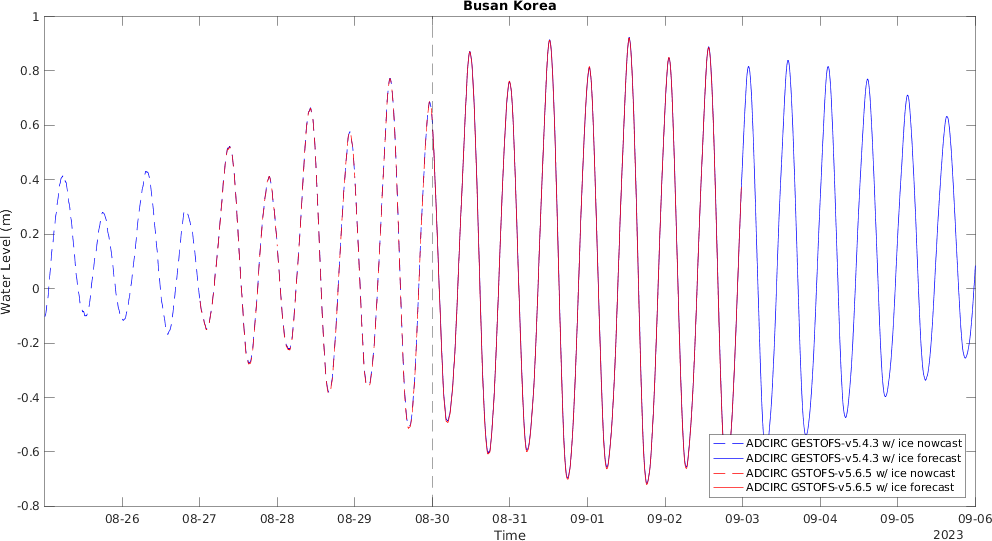 Busan Korea
1
0.8
0.6
0.4
0.2
0
-0.2
-0.4
-0.6
-0.8
Water Level (m)
ADCIRC GESTOFS-v5.4.3 w/ ice nowcast
ADCIRC GESTOFS-v5.4.3 w/ ice forecast
ADCIRC GSTOFS-v5.6.5 w/ ice nowcast
ADCIRC GSTOFS-v5.6.5 w/ ice forecast
08-26 08-27 08-28 08-29 08-30 08-31 09-01 09-02 09-03 09-04 09-05 09-06
Time
2023